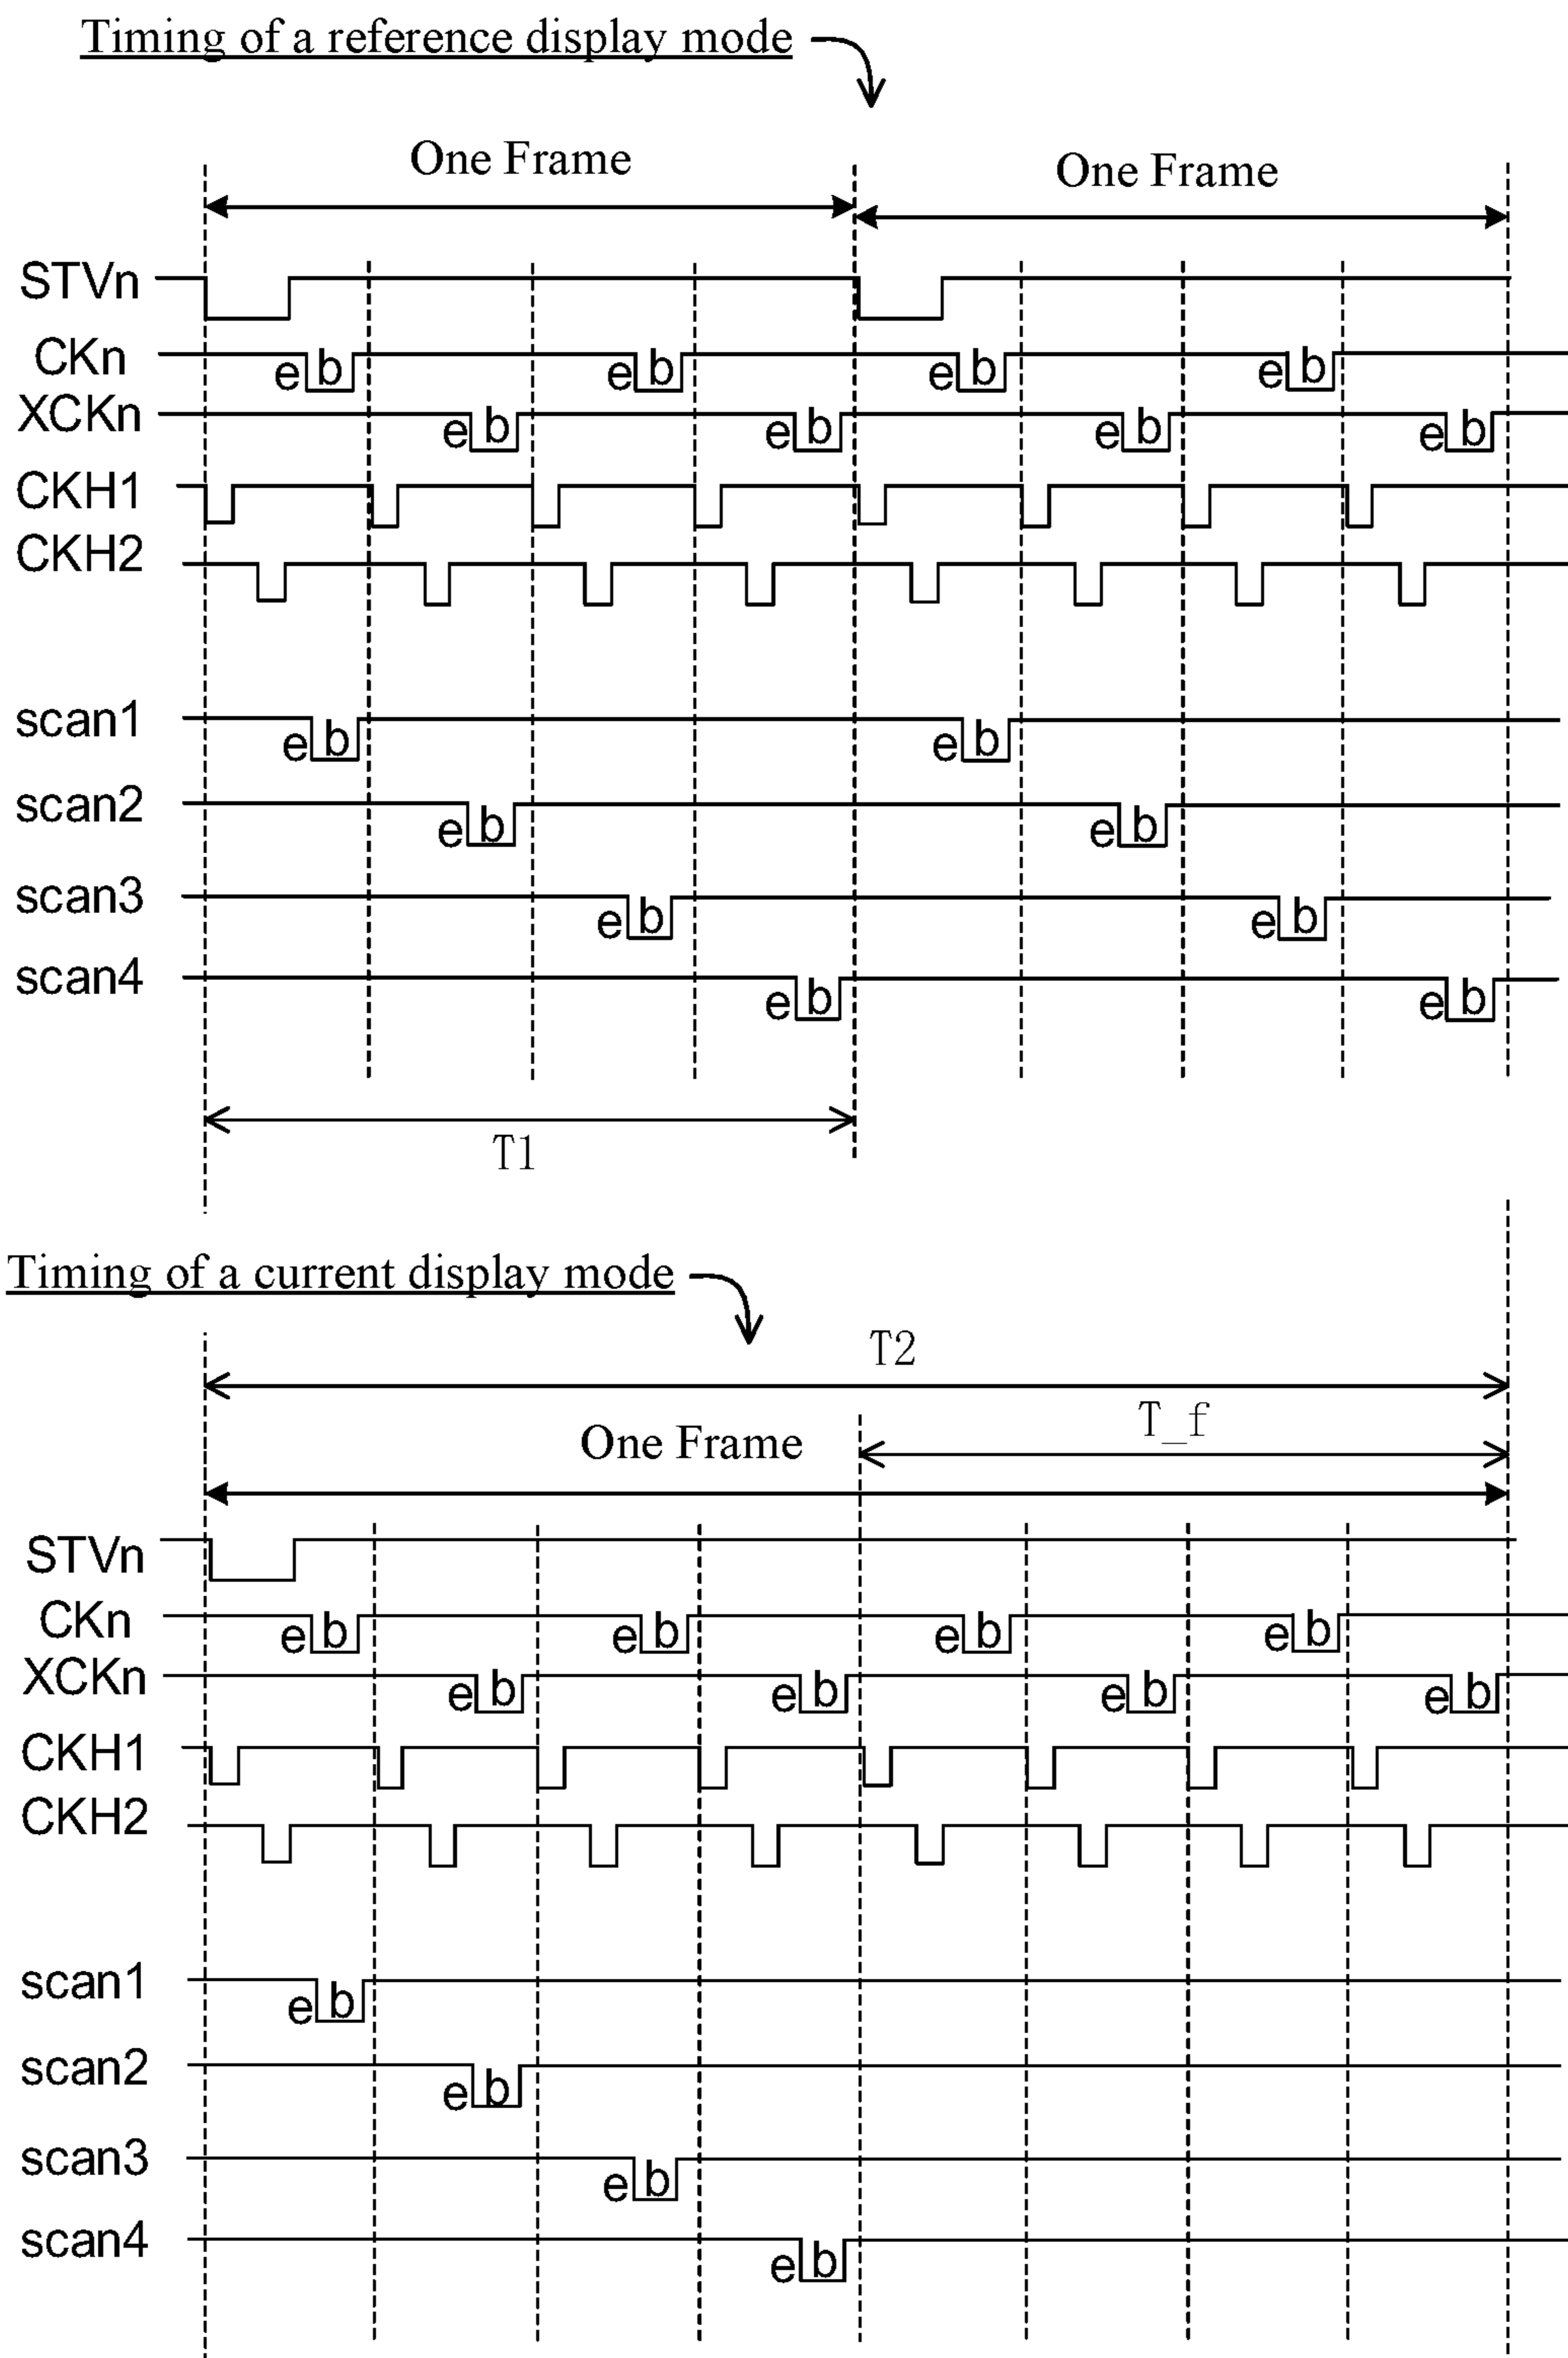 Timing of a reference display mode
One Frame One Frame
STVn
CKn e b e b e b e b
XCKn e b e b e b e b
CKH1
CKH2
scan1 e b e b
scan2 e b e b
scan3 e b e b
scan4 e b e b
T1
Timing of a current display mode
T2
T_f
One Frame
STVn
CKn e b e b e b e b
XCKn e b e b e b e b
CKH1
CKH2
scan1 e b
scan2 e b
scan3 e b
scan4 e b